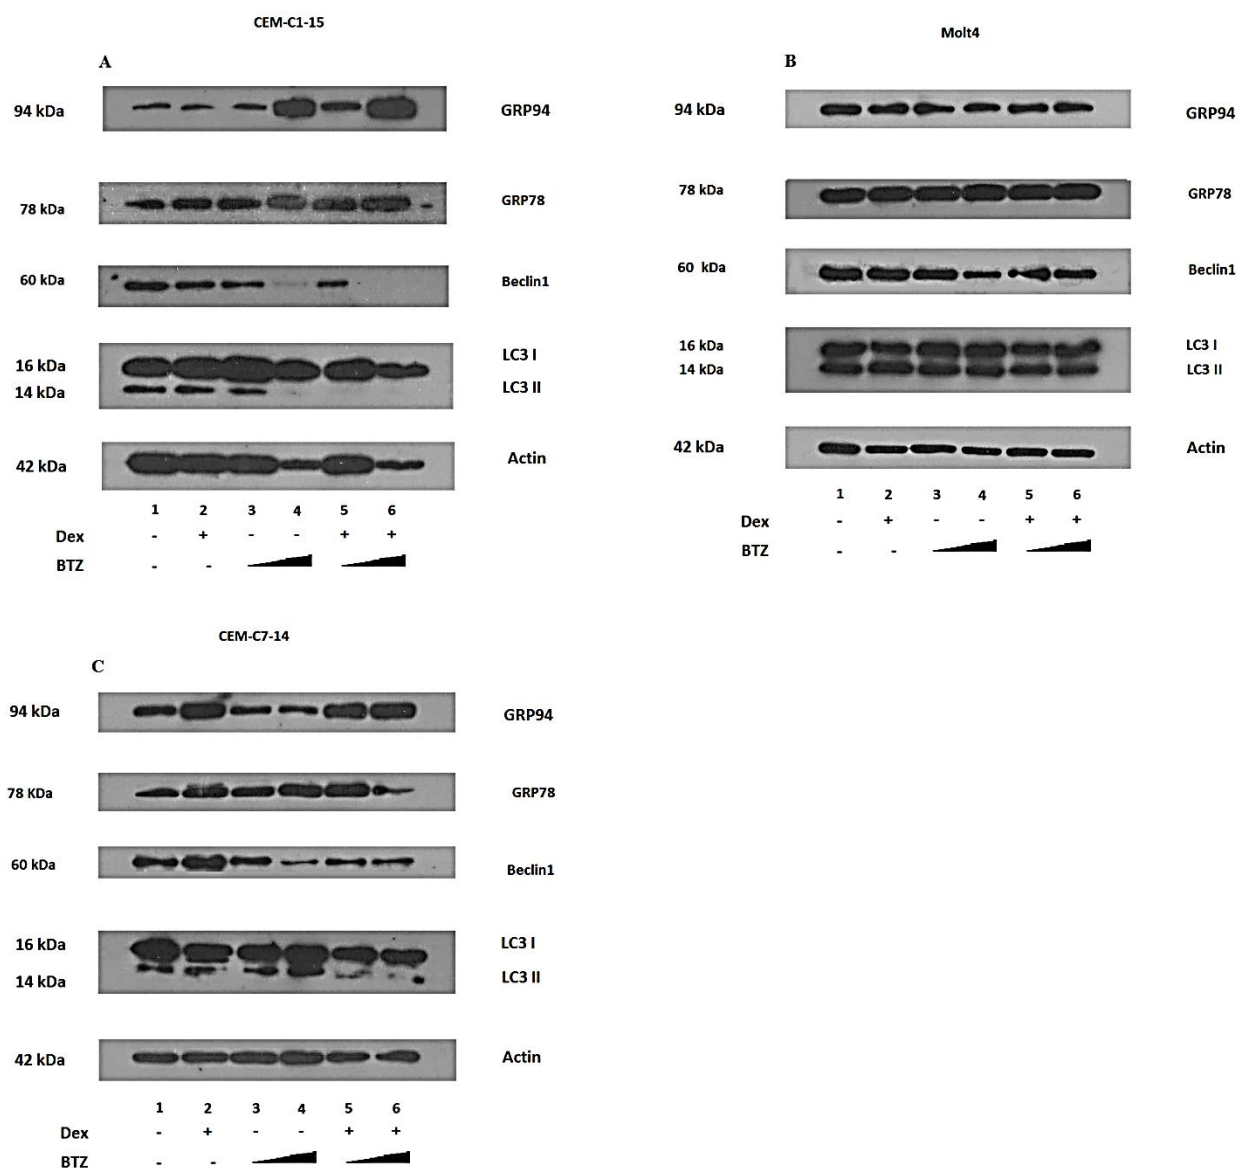 CEM-C1-15
A
94 kDa GRP94
78 kDa GRP78
60 kDa Beclin1
16 kDa LC3 I
14 kDa LC3 II
42 kDa Actin
1 2 3 4 5 6
Dex - + - - + +
BTZ - -
Molt4
B
94 kDa GRP94
78 kDa GRP78
60 kDa Beclin1
16 kDa LC3 I
14 kDa LC3 II
42 kDa Actin
1 2 3 4 5 6
Dex - + - - + +
BTZ - -
CEM-C7-14
C
94 kDa GRP94
78 KDa GRP78
60 kDa Beclin1
16 kDa LC3 I
14 kDa LC3 II
42 kDa Actin
1 2 3 4 5 6
Dex - + - - + +
BTZ - -